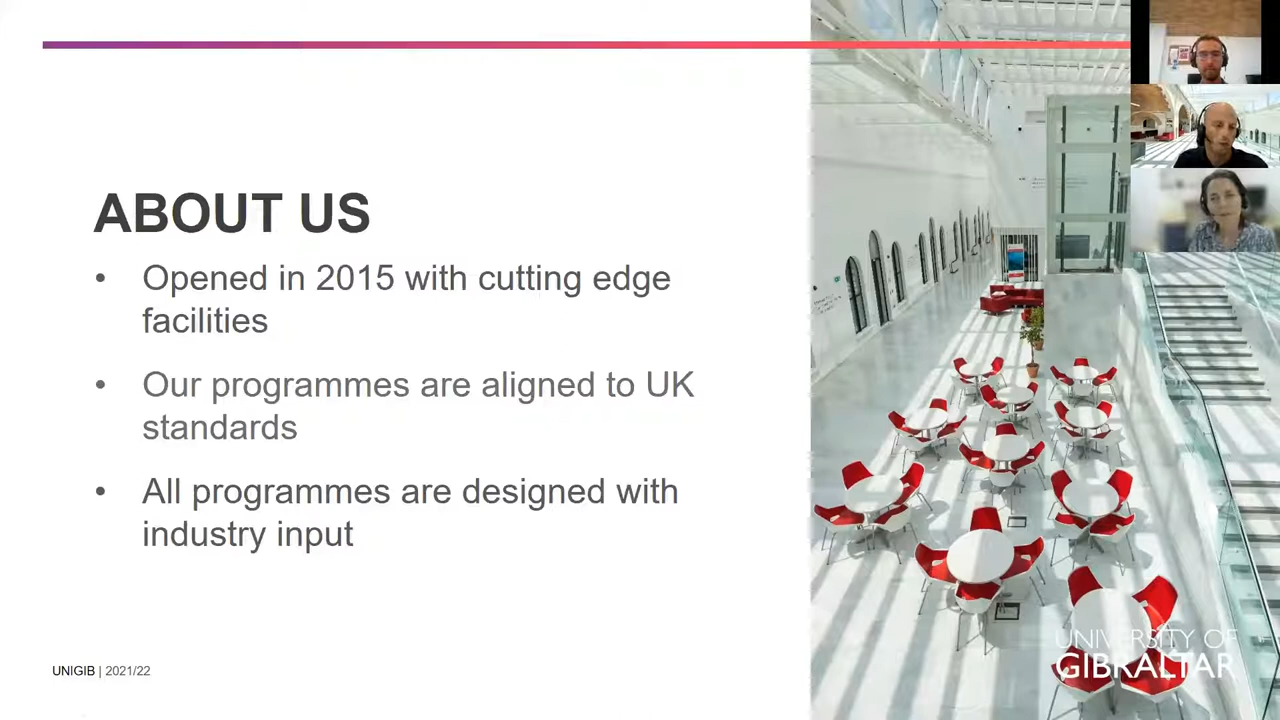 ABOUT US
• Opened in 2015 with cutting edge
facilities
• Our programmes are aligned to UK
standards
• All programmes are designed with
industry input
UNIGIB | 2021/22
UNIVERSITY OF
GIBRALTAR